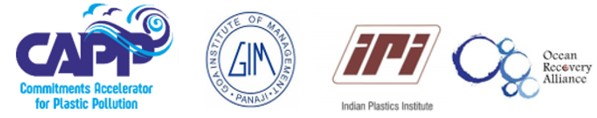 CAPP
Commitments Accelerator
for Plastic Pollution
GOA INSTITUTE OF MANAGEMENT
GIM
· PANAJI ·
iPi
Indian Plastics Institute
Ocean
Recovery
Alliance